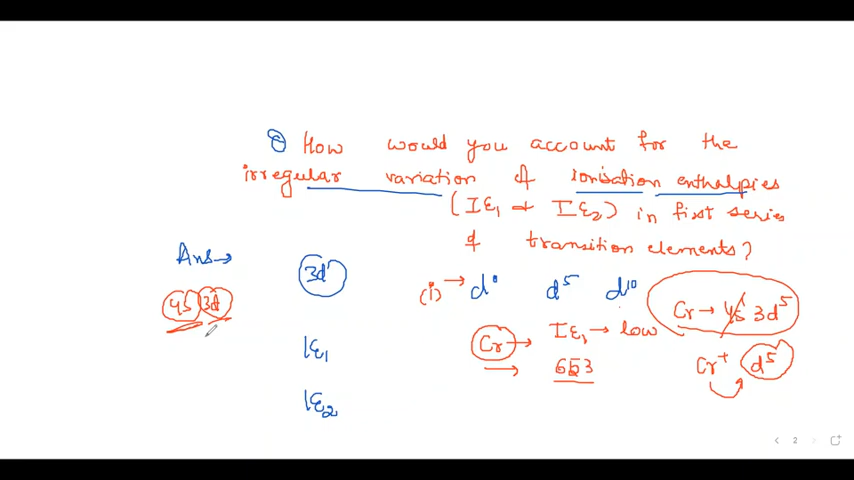 Q How would you account for the
irregular variation of ionisation enthalpies
(IE₁ & IE₂) in first series
of transition elements?
Ans→
4S 3d
3d'
IE₁
IE₂
(i) → d⁰ d⁵ d¹⁰
Cr → IE₁ → low
653
Cr → 4s' 3d⁵
Cr⁺ d⁵
2